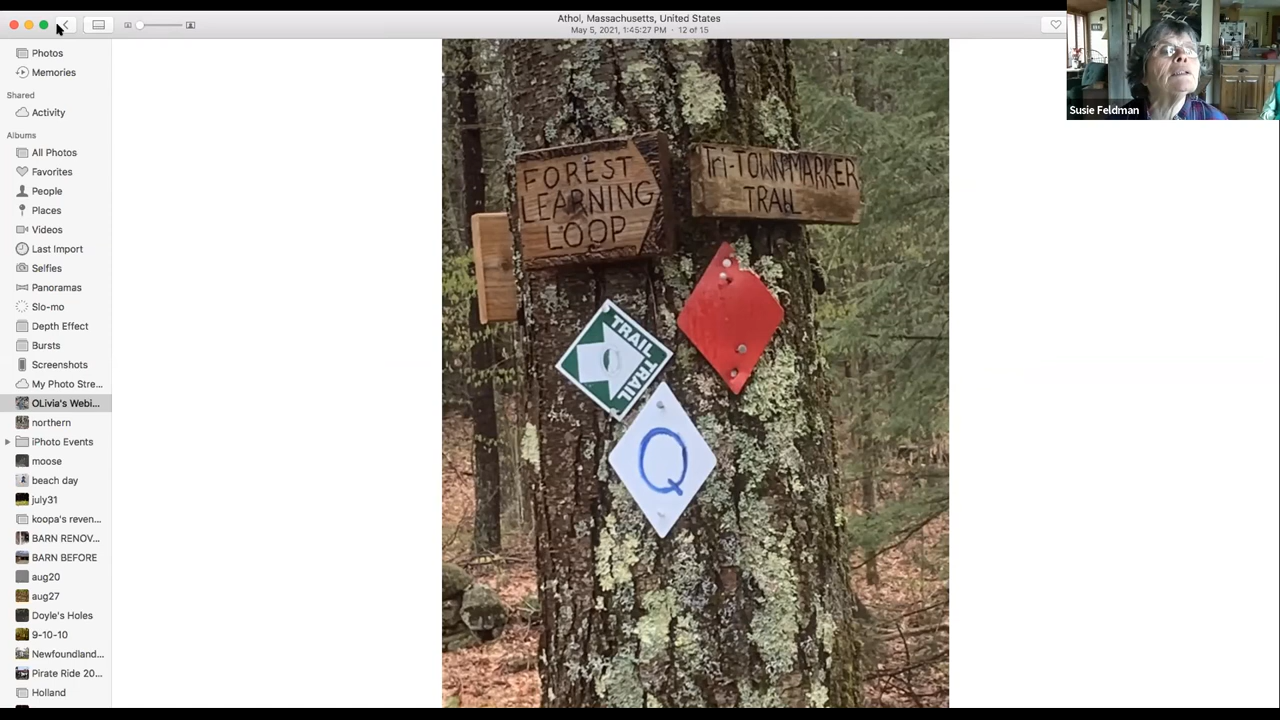 Athol, Massachusetts, United States
May 5, 2021, 1:45:27 PM · 12 of 15
Photos
Memories
Shared
Activity
Albums
All Photos
Favorites
People
Places
Videos
Last Import
Selfies
Panoramas
Slo-mo
Depth Effect
Bursts
Screenshots
My Photo Stre...
OLivia's Webi...
northern
iPhoto Events
moose
beach day
july31
koopa's reven...
BARN RENOV...
BARN BEFORE
aug20
aug27
Doyle's Holes
9-10-10
Newfoundland...
Pirate Ride 20...
Holland
FOREST
LEARNING
LOOP
Tri-TOWN MARKER
TRAIL
TRAIL
TRAIL
Q
Susie Feldman